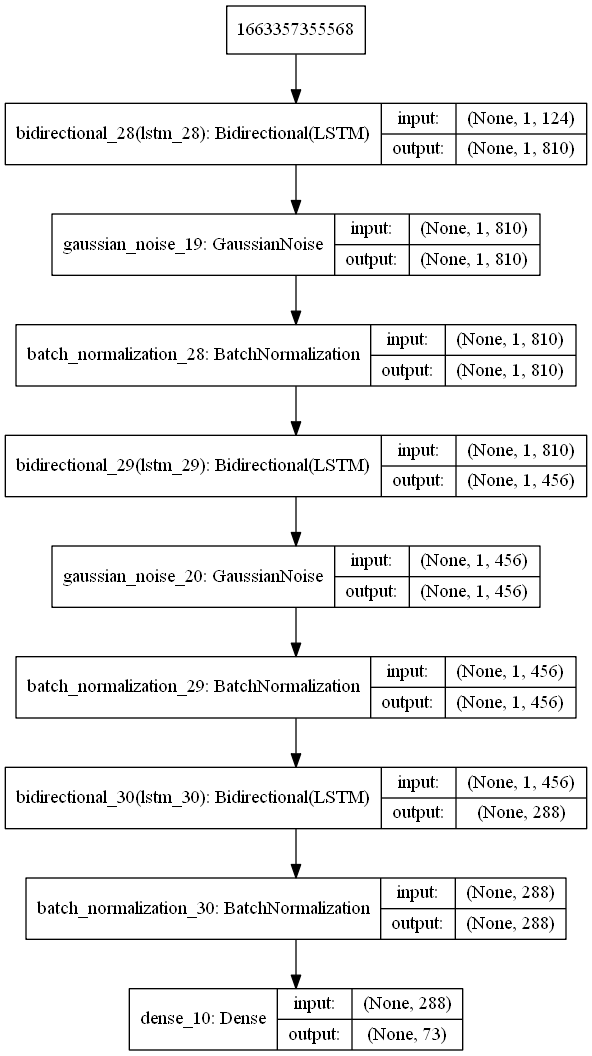 1663357355568
bidirectional_28(lstm_28): Bidirectional(LSTM)
input: (None, 1, 124)
output: (None, 1, 810)
gaussian_noise_19: GaussianNoise
input: (None, 1, 810)
output: (None, 1, 810)
batch_normalization_28: BatchNormalization
input: (None, 1, 810)
output: (None, 1, 810)
bidirectional_29(lstm_29): Bidirectional(LSTM)
input: (None, 1, 810)
output: (None, 1, 456)
gaussian_noise_20: GaussianNoise
input: (None, 1, 456)
output: (None, 1, 456)
batch_normalization_29: BatchNormalization
input: (None, 1, 456)
output: (None, 1, 456)
bidirectional_30(lstm_30): Bidirectional(LSTM)
input: (None, 1, 456)
output: (None, 288)
batch_normalization_30: BatchNormalization
input: (None, 288)
output: (None, 288)
dense_10: Dense
input: (None, 288)
output: (None, 73)